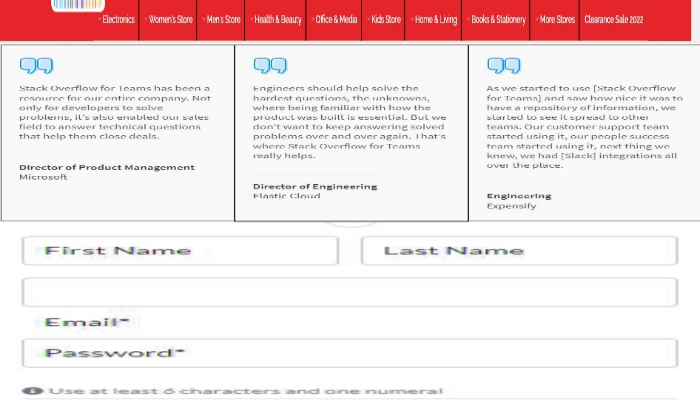 Electronics Women's Store Men's Store Health & Beauty Office & Media Kids Store Home & Living Books & Stationery More Stores Clearance Sale 2022
Stack Overflow for Teams has been a
resource for our entire company. Not
only for developers to solve
problems, it's also enabled our sales
field to answer technical questions
that help them close deals.
Director of Product Management
Microsoft
Engineers should help solve the
hardest questions, the unknowns,
where being familiar with how the
product was built is essential. But we
don't want to keep answering solved
problems over and over again. That's
where Stack Overflow for Teams
really helps.
Director of Engineering
Elastic Cloud
As we started to use [Stack Overflow
for Teams] and saw how nice it was to
have a repository of information, we
started to see it spread to other
teams. Our customer support team
started using it, our people success
team started using it, next thing we
knew, we had [Slack] integrations all
over the place.
Engineering
Expensify
First Name Last Name
Email*
Password*
Use at least 6 characters and one numeral